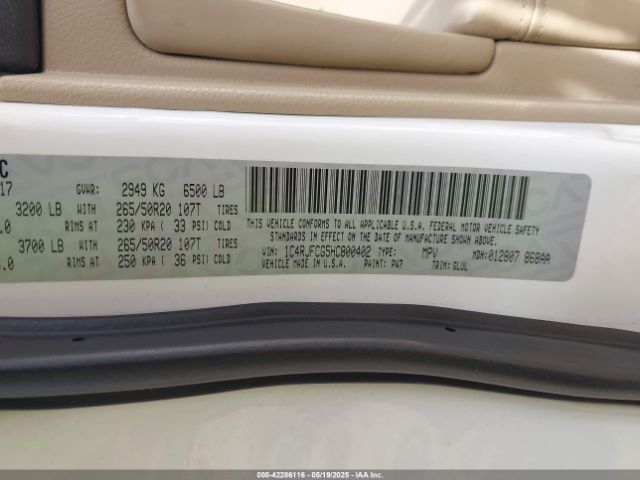 C
17 GVWR: 2949 KG 6500 LB
3200 LB WITH 265/50R20 107T TIRES
.0 RIMS AT 230 KPA ( 33 PSI) COLD
3700 LB WITH 265/50R20 107T TIRES
.0 RIMS AT 250 KPA ( 36 PSI) COLD
THIS VEHICLE CONFORMS TO ALL APPLICABLE U.S.A. FEDERAL MOTOR VEHICLE SAFETY
STANDARDS IN EFFECT ON THE DATE OF MANUFACTURE SHOWN ABOVE.
VIN: 1C4RJFCG5HC800402 TYPE: MPV MDH: 012807 868AA
VEHICLE MADE IN U.S.A. PAINT: PW7 TRIM: GLUL
000-42286116 — 05/19/2025 — IAA, Inc.